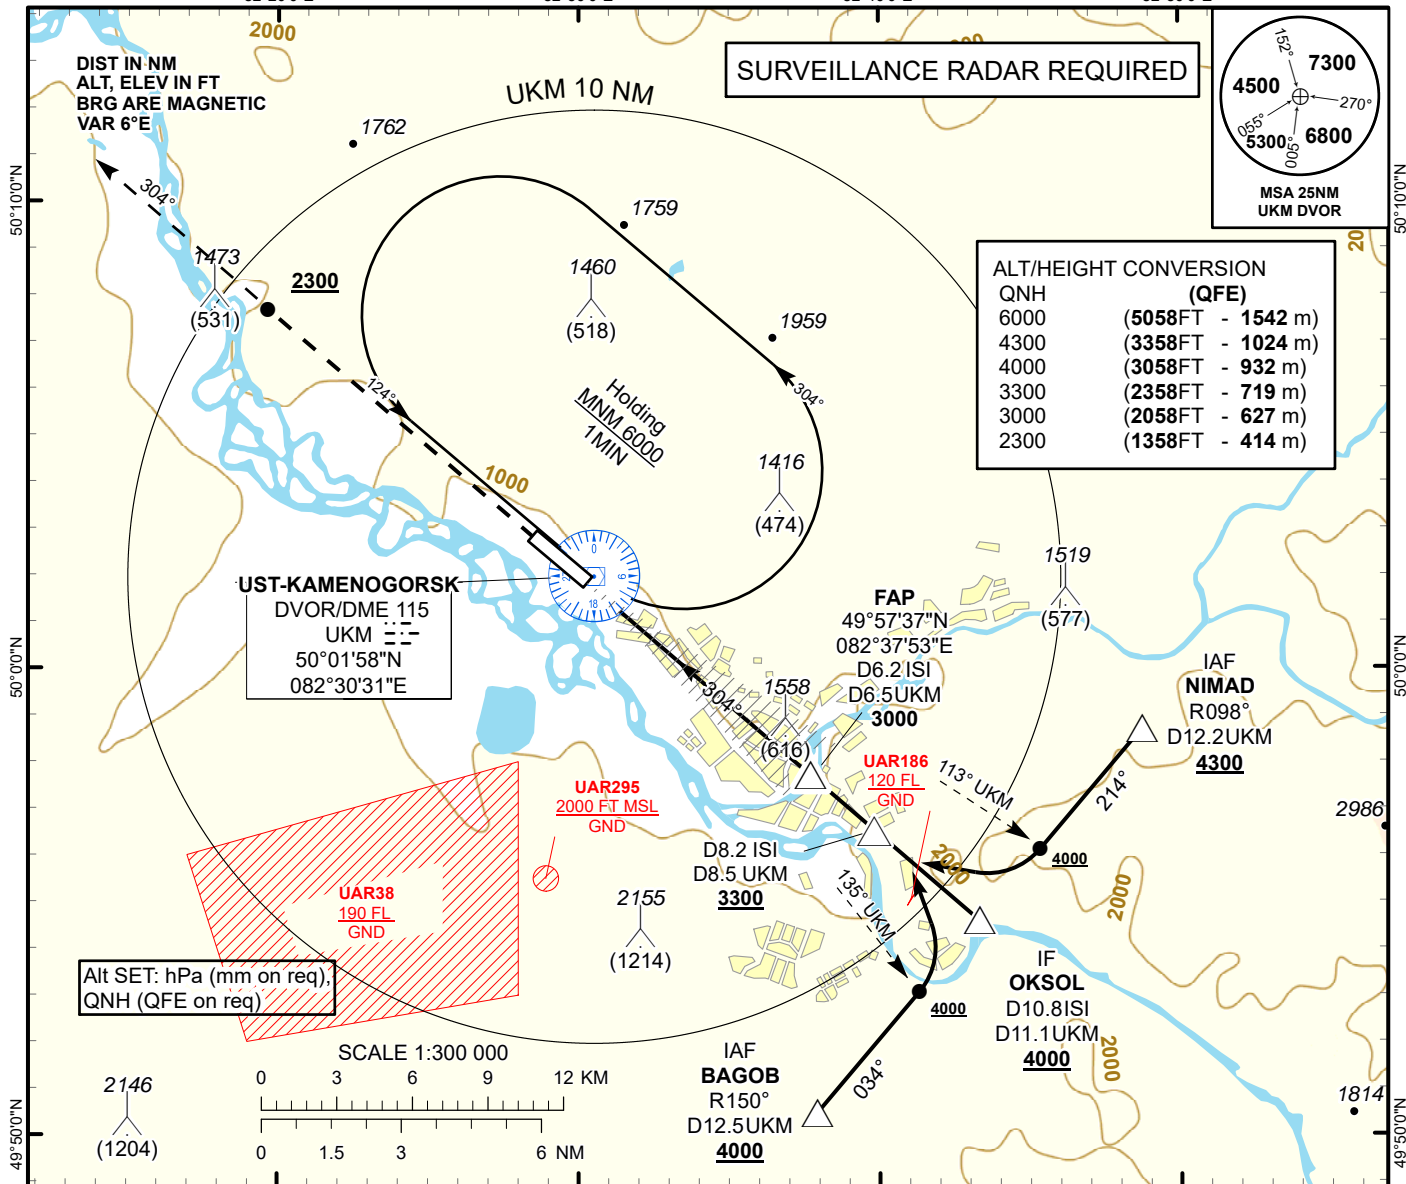 2000
DIST IN NM
ALT, ELEV IN FT
BRG ARE MAGNETIC
VAR 6°E
UKM 10 NM
SURVEILLANCE RADAR REQUIRED
152°
7300
4500
270°
055°
5300
005°
6800
MSA 25NM
UKM DVOR
1762
304°
50°10'0"N
50°10'0"N
1759
1473
(531)
2300
1460
(518)
ALT/HEIGHT CONVERSION
QNH (QFE)
6000 (5058FT - 1542 m)
4300 (3358FT - 1024 m)
4000 (3058FT - 932 m)
3300 (2358FT - 719 m)
3000 (2058FT - 627 m)
2300 (1358FT - 414 m)
1959
124°
304°
Holding
MNM 6000
1MIN
1416
(474)
1000
0
9
18
UST-KAMENOGORSK
DVOR/DME 115
UKM
50°01'58"N
082°30'31"E
FAP
49°57'37"N
082°37'53"E
D6.2ISI
D6.5UKM
3000
1519
(577)
50°0'0"N
50°0'0"N
IAF
NIMAD
R098°
D12.2UKM
4300
304°
1558
(616)
UAR186
120 FL
GND
113° UKM
214°
UAR295
2000 FT MSL
GND
2986
4000
D8.2 ISI
D8.5 UKM
3300
2000
2000
135° UKM
UAR38
190 FL
GND
2155
(1214)
Alt SET: hPa (mm on req),
QNH (QFE on req)
4000
IF
OKSOL
D10.8ISI
D11.1UKM
4000
2000
SCALE 1:300 000
0 3 6 9 12 KM
0 1.5 3 6 NM
IAF
BAGOB
R150°
D12.5UKM
4000
034°
2146
(1204)
1814
49°50'0"N
49°50'0"N